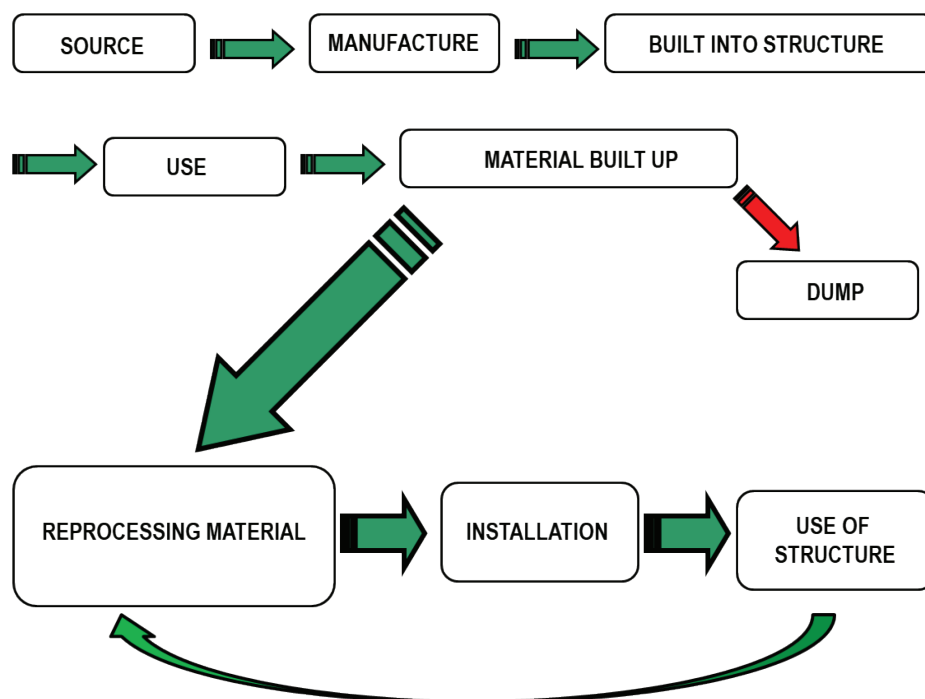 SOURCE
MANUFACTURE
BUILT INTO STRUCTURE
USE
MATERIAL BUILT UP
DUMP
REPROCESSING MATERIAL
INSTALLATION
USE OF
STRUCTURE